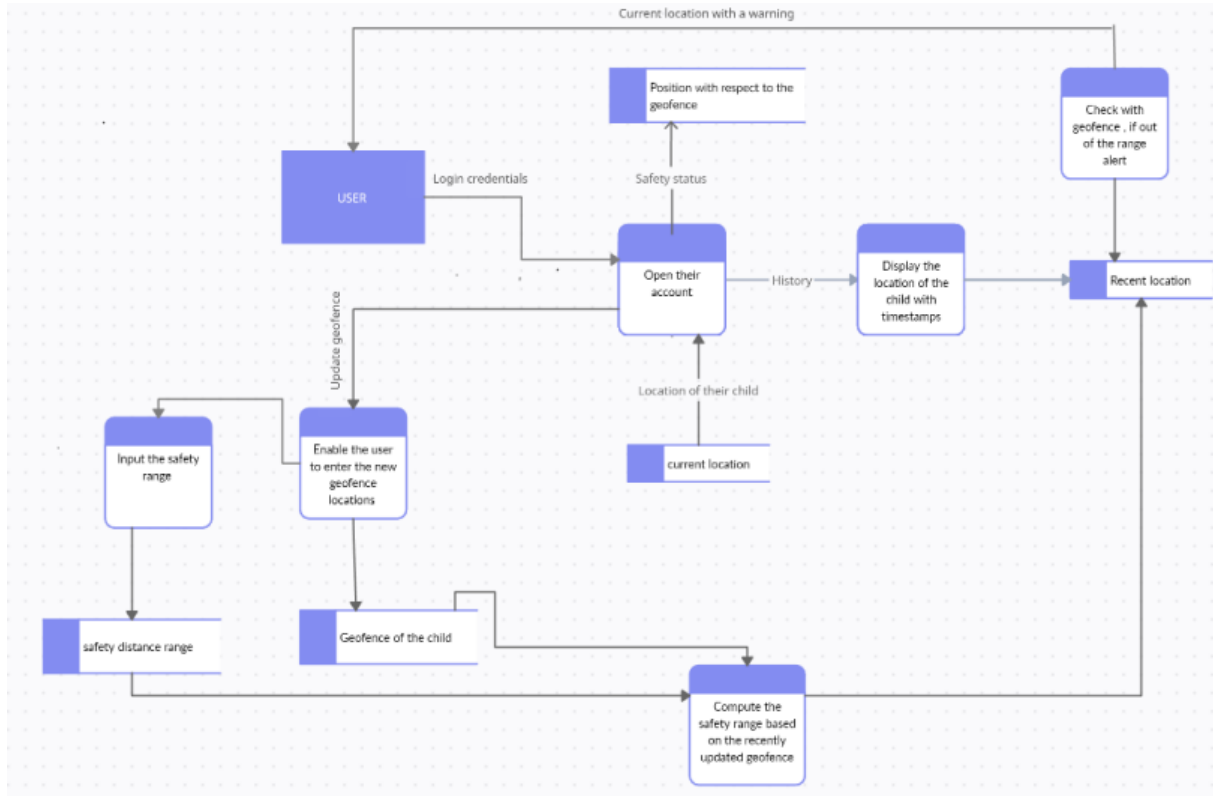 Current location with a warning
Position with respect to the
geofence
Check with
geofence , if out
of the range
alert
USER
Login credentials
Safety status
Open their
account
History
Display the
location of the
child with
timestamps
Recent location
Update geofence
Location of their child
Input the safety
range
Enable the user
to enter the new
geofence
locations
current location
safety distance range
Geofence of the child
Compute the
safety range based
on the recently
updated geofence